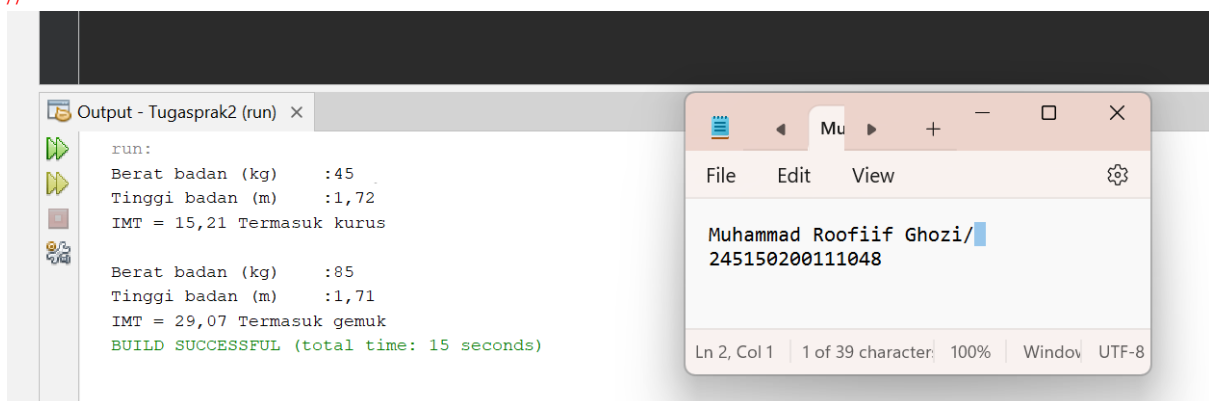 //
Output - Tugasprak2 (run) ×
run:
Berat badan (kg)    :45
Tinggi badan (m)    :1,72
IMT = 15,21 Termasuk kurus
Berat badan (kg)    :85
Tinggi badan (m)    :1,71
IMT = 29,07 Termasuk gemuk
BUILD SUCCESSFUL (total time: 15 seconds)
Mu
File Edit View
Muhammad Roofiif Ghozi/
245150200111048
Ln 2, Col 1 1 of 39 character 100% Window UTF-8